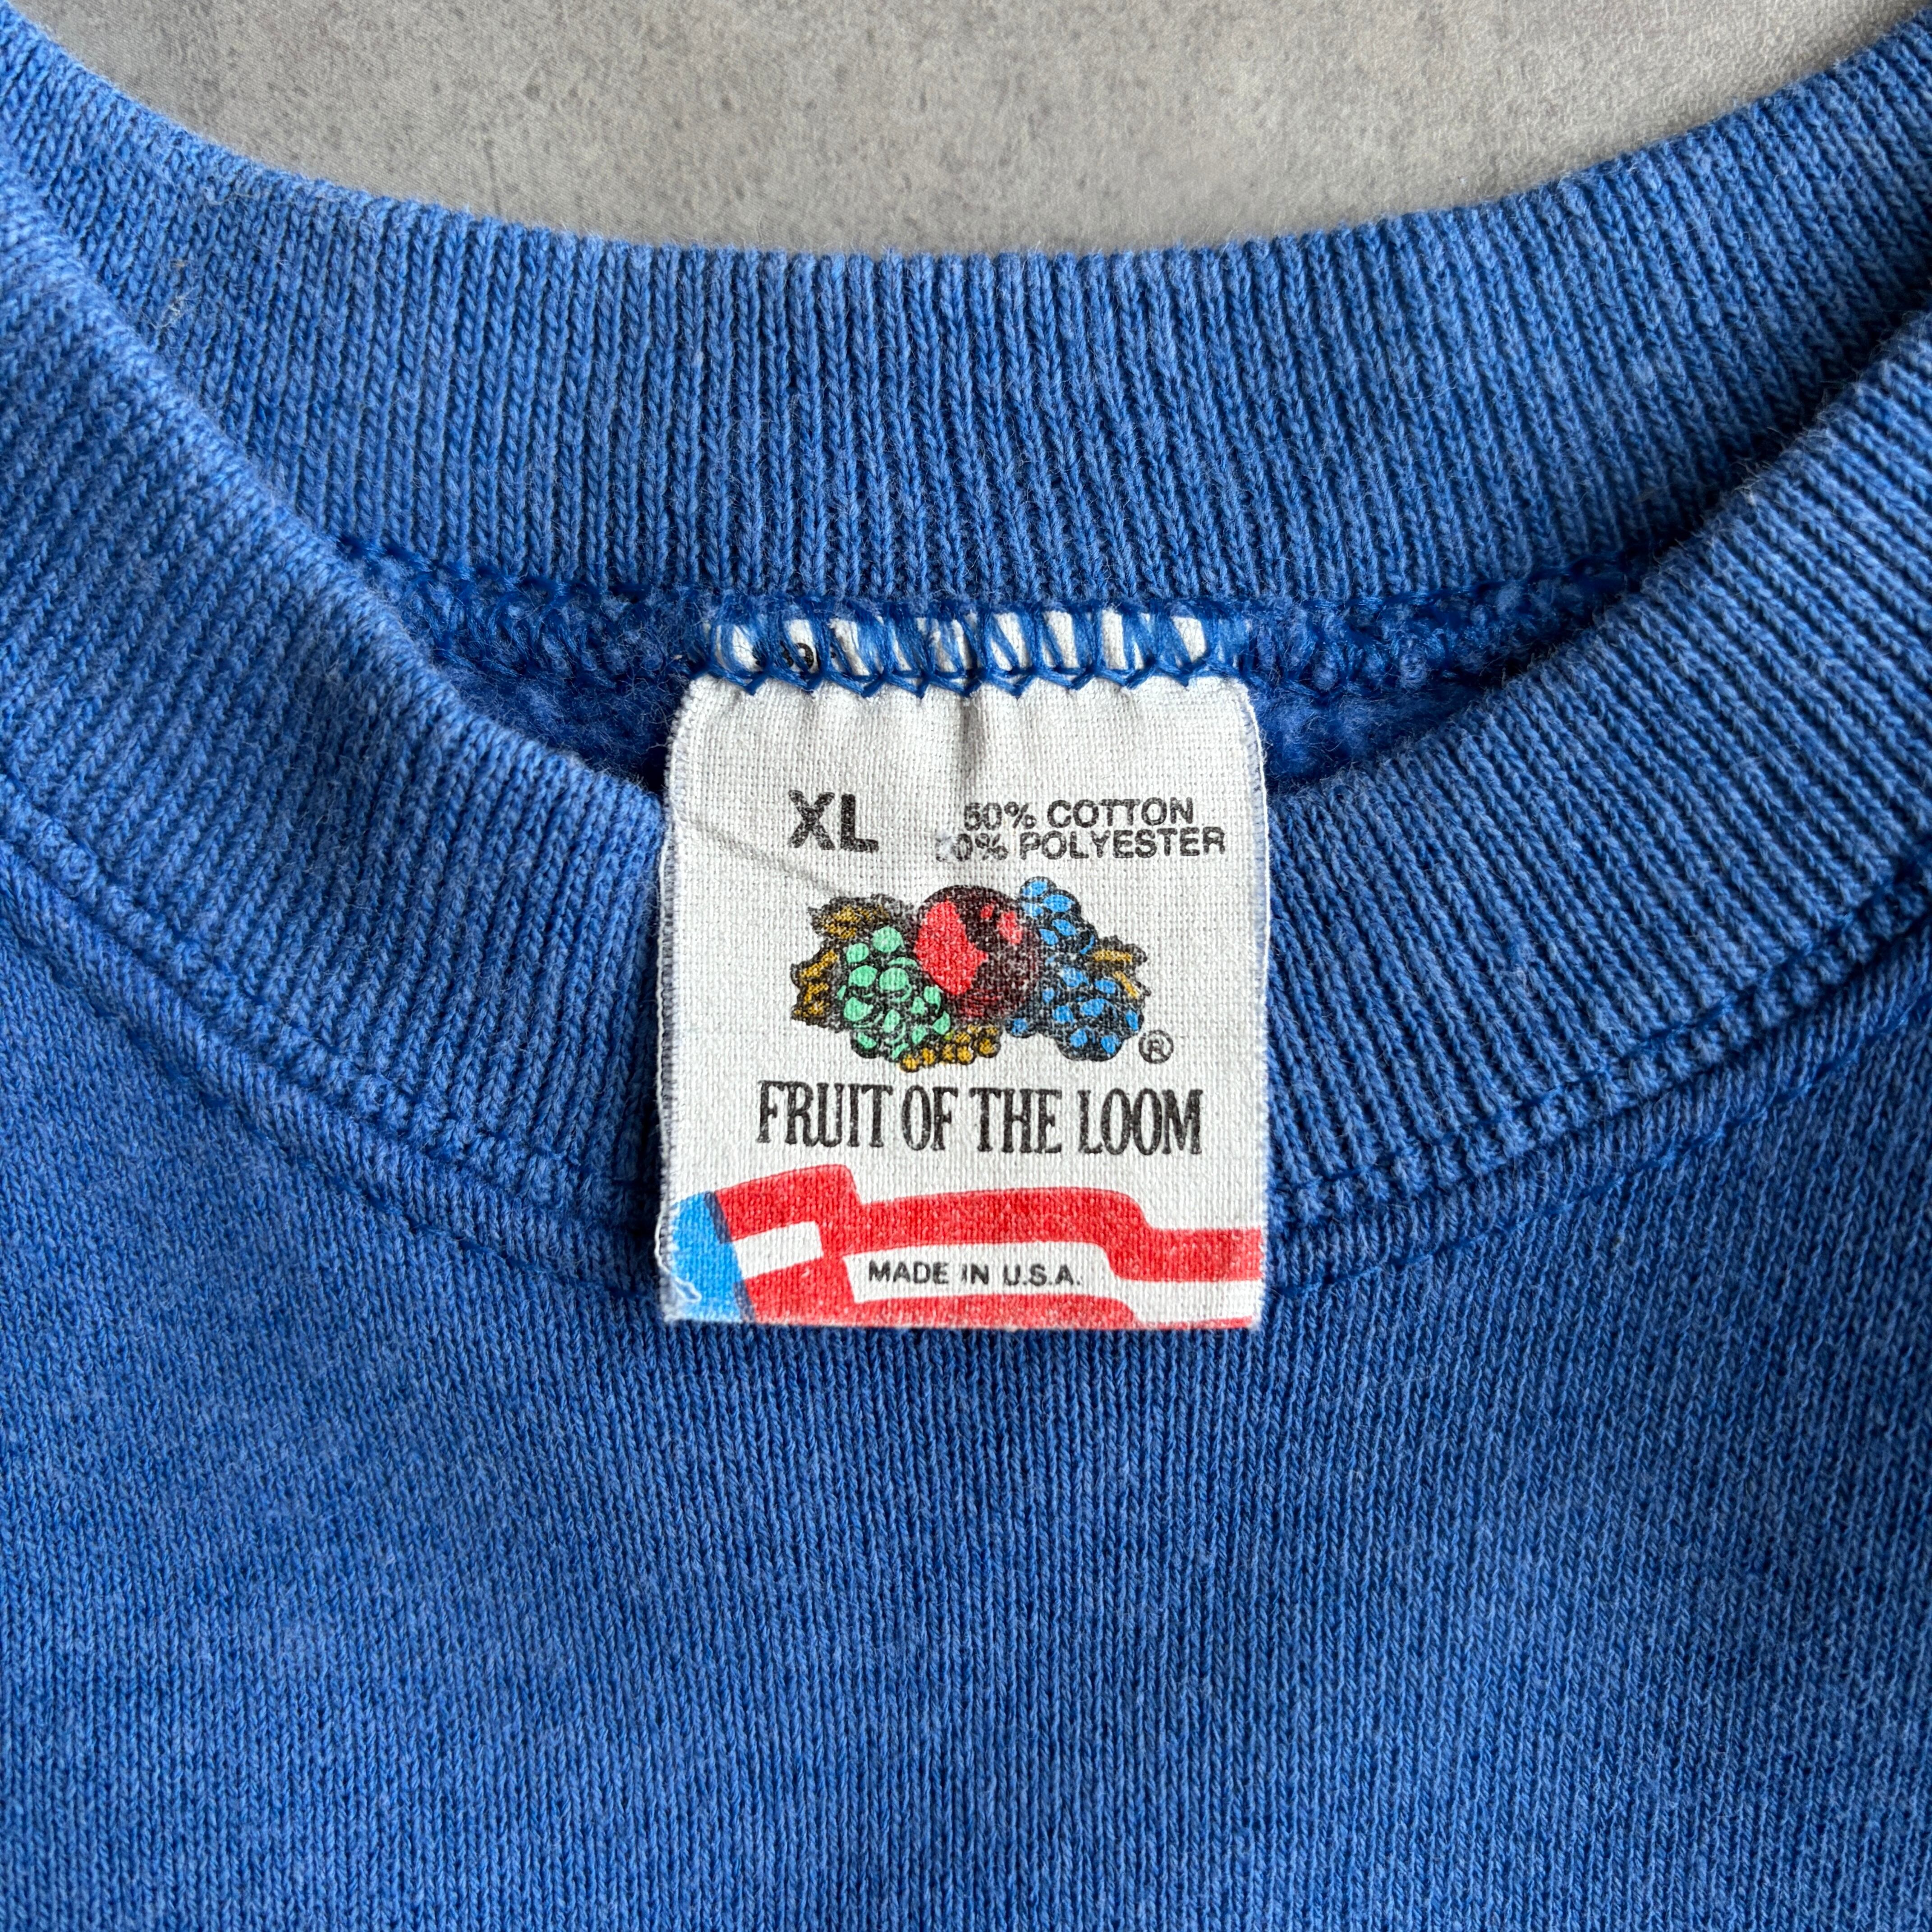 XL
50% COTTON
50% POLYESTER
®
FRUIT OF THE LOOM
MADE IN U.S.A.